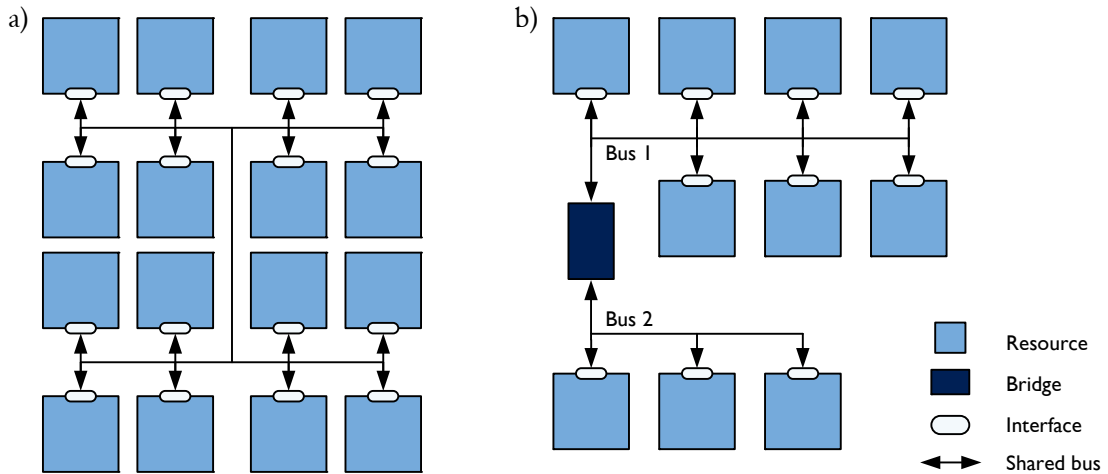 a)
b)
Bus 1
Bus 2
Resource
Bridge
Interface
Shared bus